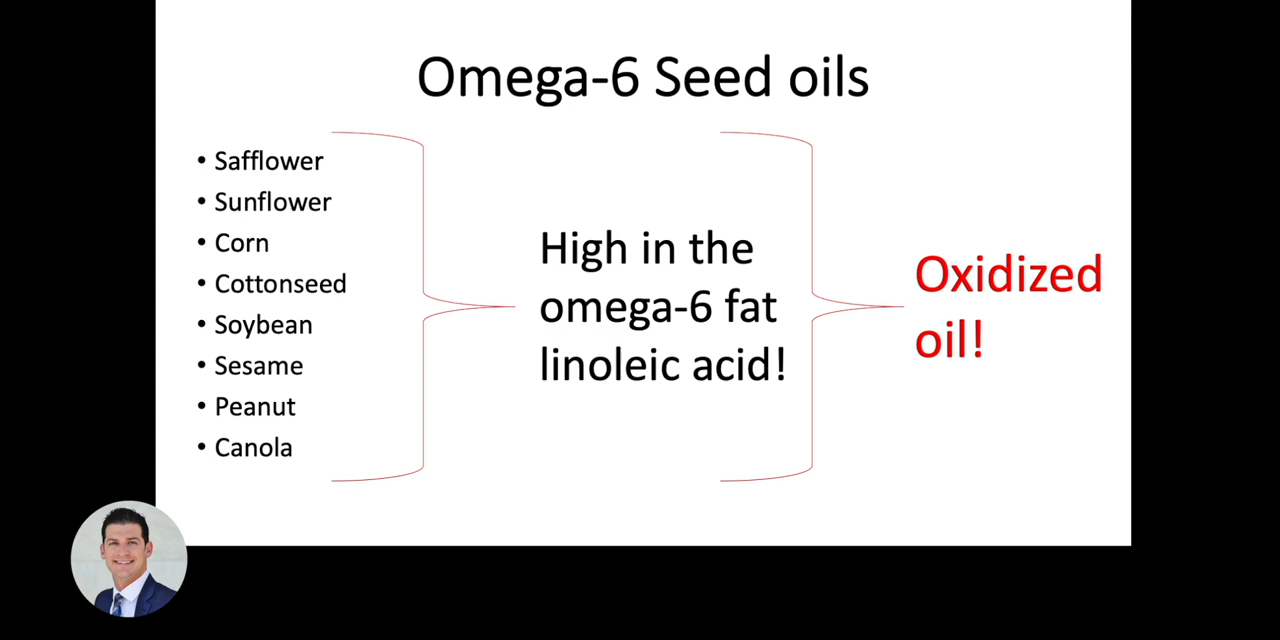 Omega-6 Seed oils
• Safflower
• Sunflower
• Corn
• Cottonseed
• Soybean
• Sesame
• Peanut
• Canola
High in the
omega-6 fat
linoleic acid!
Oxidized
oil!